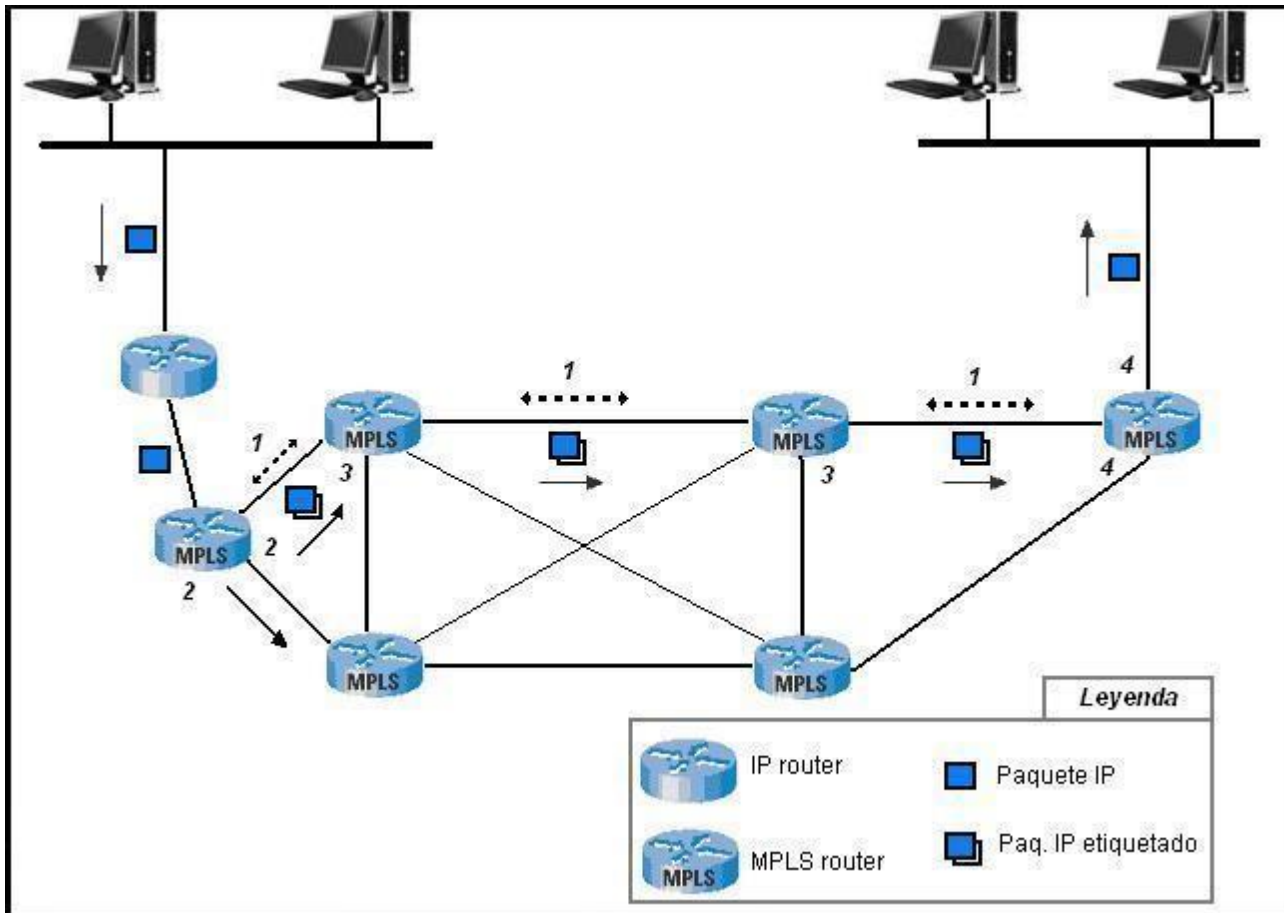 1
1
4
1
MPLS
MPLS
MPLS
3
3
4
2
MPLS
2
MPLS
MPLS
Leyenda
IP router
Paquete IP
MPLS
MPLS router
Paq. IP etiquetado